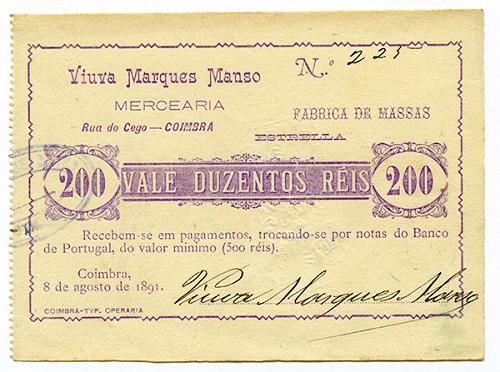 Viuva Marques Manso
N.º 225
MERCEARIA
FABRICA DE MASSAS
Rua do Cego — COIMBRA
ESTRELLA
200 VALE DUZENTOS RÉIS 200
Recebem-se em pagamentos, trocando-se por notas do Banco
de Portugal, do valor minimo (500 réis).
Coimbra,
8 de agosto de 1891.
Viuva Marques Manso
COIMBRA-TYP. OPERARIA